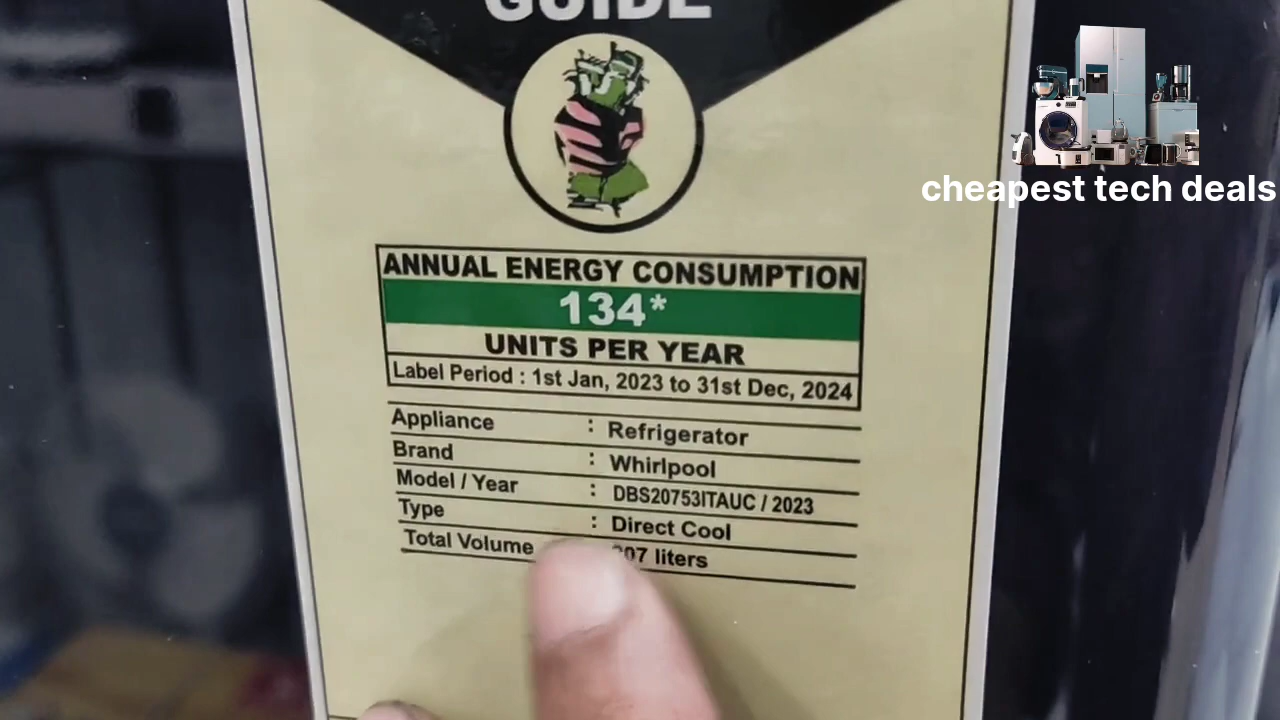 GUIDE
cheapest tech deals
ANNUAL ENERGY CONSUMPTION
134*
UNITS PER YEAR
Label Period : 1st Jan, 2023 to 31st Dec, 2024
Appliance : Refrigerator
Brand : Whirlpool
Model / Year : DBS20753ITAUC / 2023
Type : Direct Cool
Total Volume liters